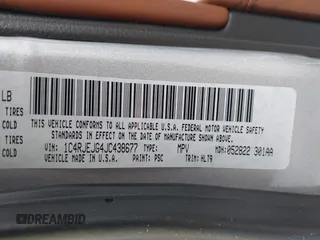 LB
TIRES
COLD
TIRES
COLD
THIS VEHICLE CONFORMS TO ALL APPLICABLE U.S.A. FEDERAL MOTOR VEHICLE SAFETY
STANDARDS IN EFFECT ON THE DATE OF MANUFACTURE SHOWN ABOVE.
VIN: 1C4RJEJG4JC438677 TYPE: MPV MDH: 052822 301AA
VEHICLE MADE IN U.S.A. PAINT: PSC TRIM: HLT9
DREAMBID